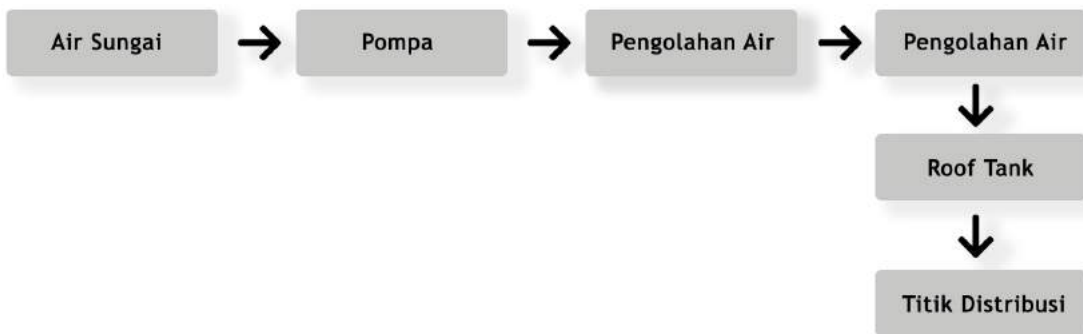 Air Sungai
Pompa
Pengolahan Air
Pengolahan Air
Roof Tank
Titik Distribusi